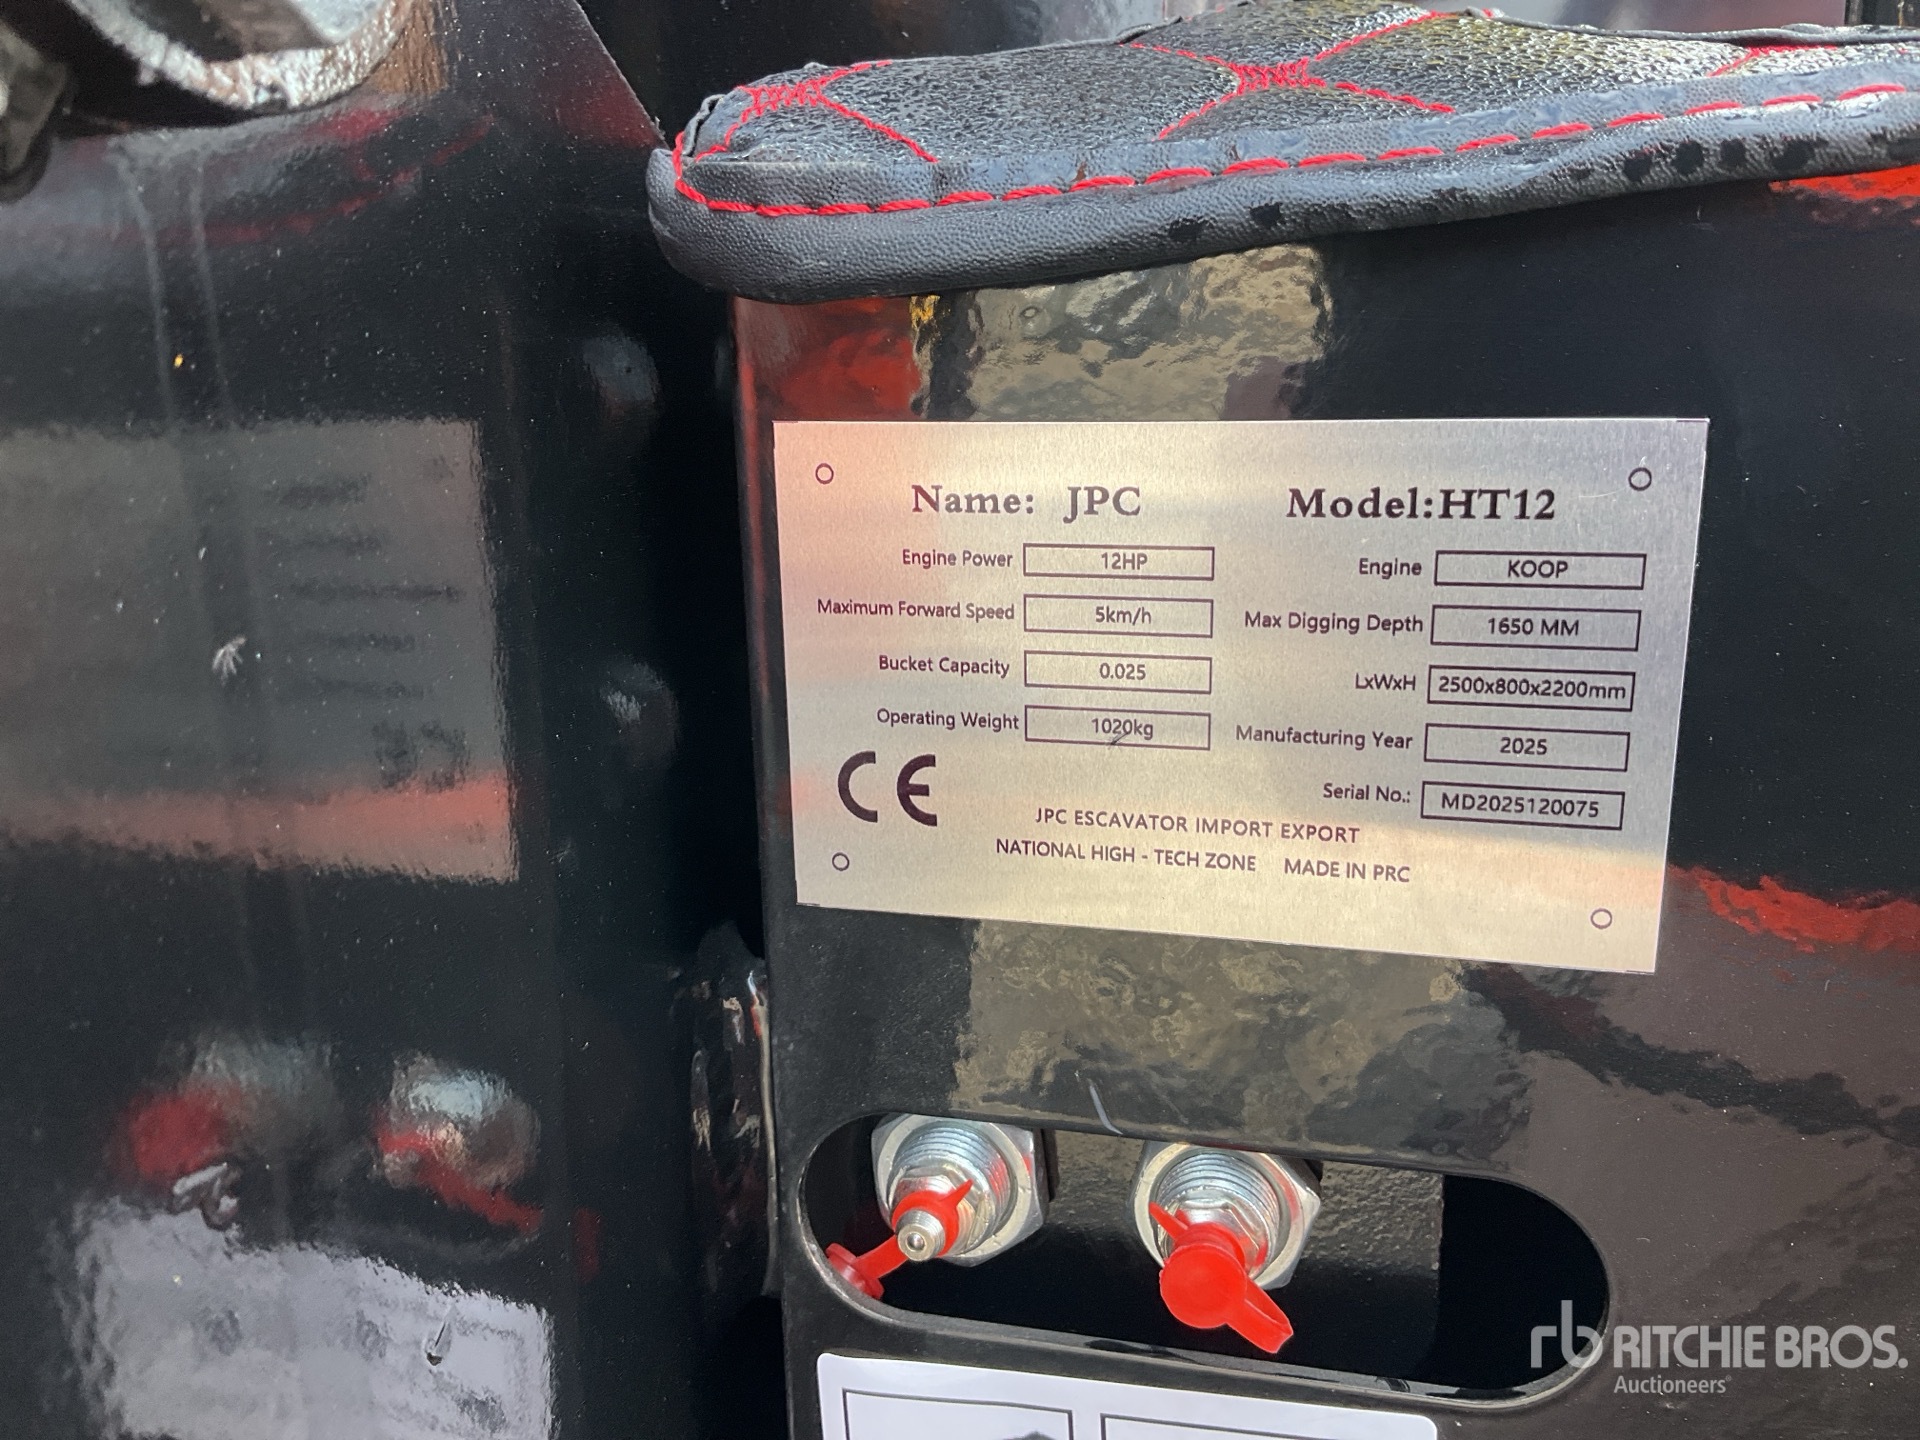 Name: JPC
Model:HT12
Engine Power 12HP
Maximum Forward Speed 5km/h
Bucket Capacity 0.025
Operating Weight 1020kg
Engine KOOP
Max Digging Depth 1650 MM
LxWxH 2500x800x2200mm
Manufacturing Year 2025
Serial No.: MD2025120075
CE
JPC ESCAVATOR IMPORT EXPORT
NATIONAL HIGH - TECH ZONE MADE IN PRC
rb RITCHIE BROS.
Auctioneers